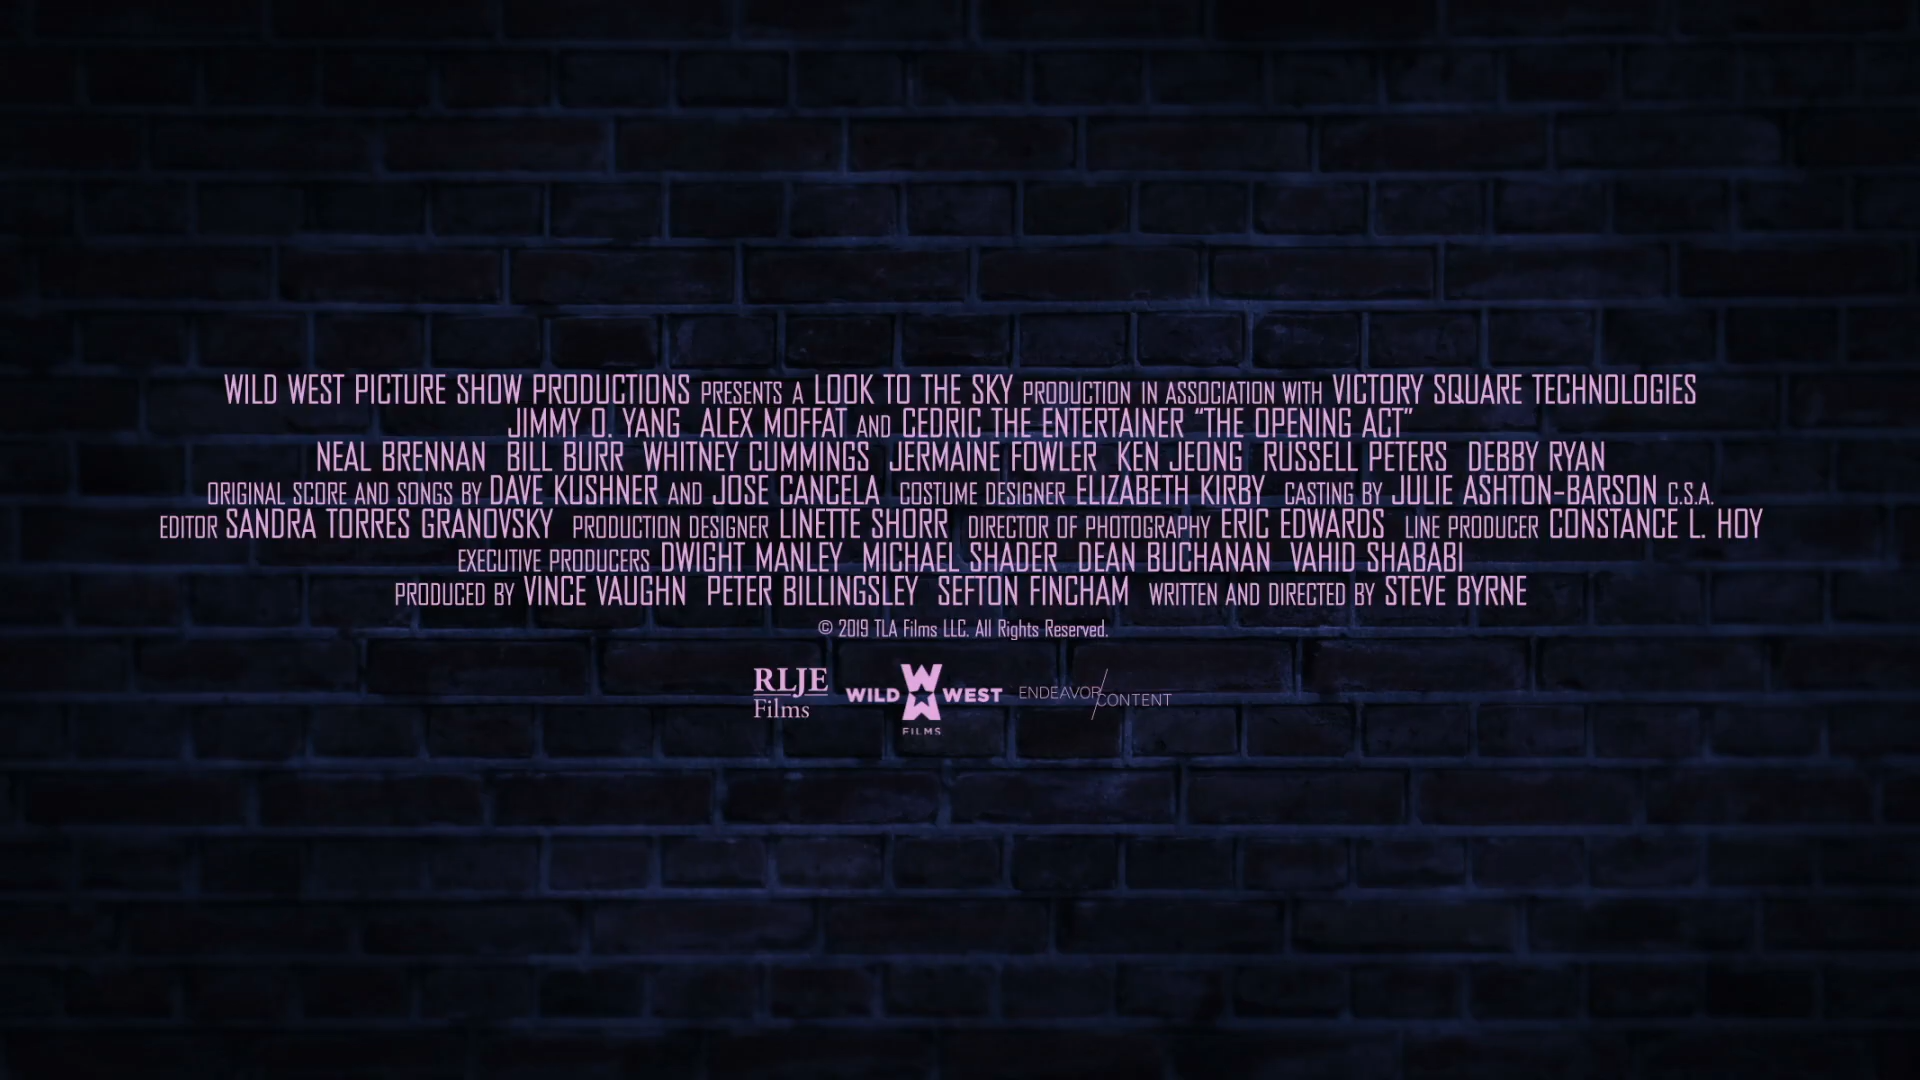 WILD WEST PICTURE SHOW PRODUCTIONS PRESENTS A LOOK TO THE SKY PRODUCTION IN ASSOCIATION WITH VICTORY SQUARE TECHNOLOGIES
JIMMY O. YANG ALEX MOFFAT AND CEDRIC THE ENTERTAINER “THE OPENING ACT”
NEAL BRENNAN BILL BURR WHITNEY CUMMINGS JERMAINE FOWLER KEN JEONG RUSSELL PETERS DEBBY RYAN
ORIGINAL SCORE AND SONGS BY DAVE KUSHNER AND JOSE CANCELA COSTUME DESIGNER ELIZABETH KIRBY CASTING BY JULIE ASHTON-BARSON C.S.A.
EDITOR SANDRA TORRES GRANOVSKY PRODUCTION DESIGNER LINETTE SHORR DIRECTOR OF PHOTOGRAPHY ERIC EDWARDS LINE PRODUCER CONSTANCE L. HOY
EXECUTIVE PRODUCERS DWIGHT MANLEY MICHAEL SHADER DEAN BUCHANAN VAHID SHABABI
PRODUCED BY VINCE VAUGHN PETER BILLINGSLEY SEFTON FINCHAM WRITTEN AND DIRECTED BY STEVE BYRNE
© 2019 TLA Films LLC. All Rights Reserved.
RLJE
Films
W
WILD WEST
W
FILMS
ENDEAVOR/CONTENT